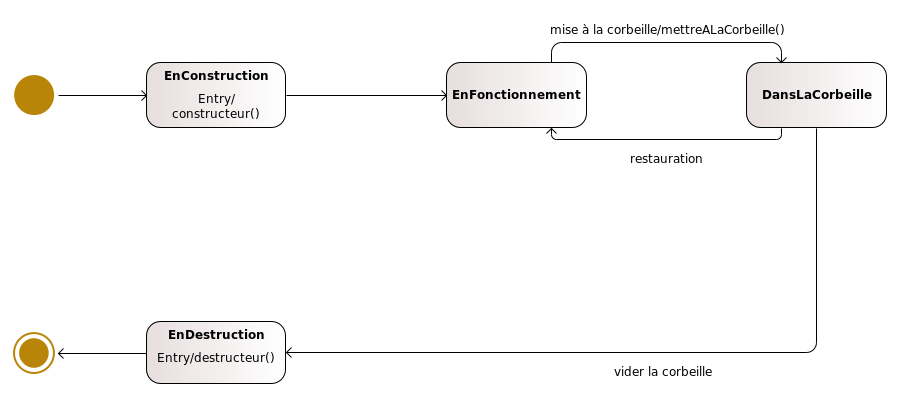 mise à la corbeille/mettreALaCorbeille()
EnConstruction
Entry/
constructeur()
EnFonctionnement
DansLaCorbeille
restauration
EnDestruction
Entry/destructeur()
vider la corbeille